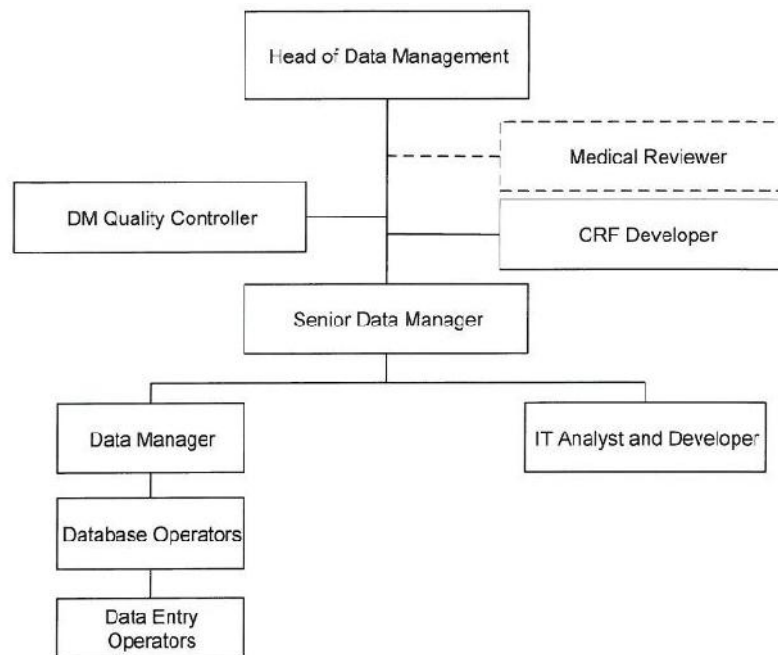 Head of Data Management
Medical Reviewer
DM Quality Controller
CRF Developer
Senior Data Manager
Data Manager
IT Analyst and Developer
Database Operators
Data Entry
Operators